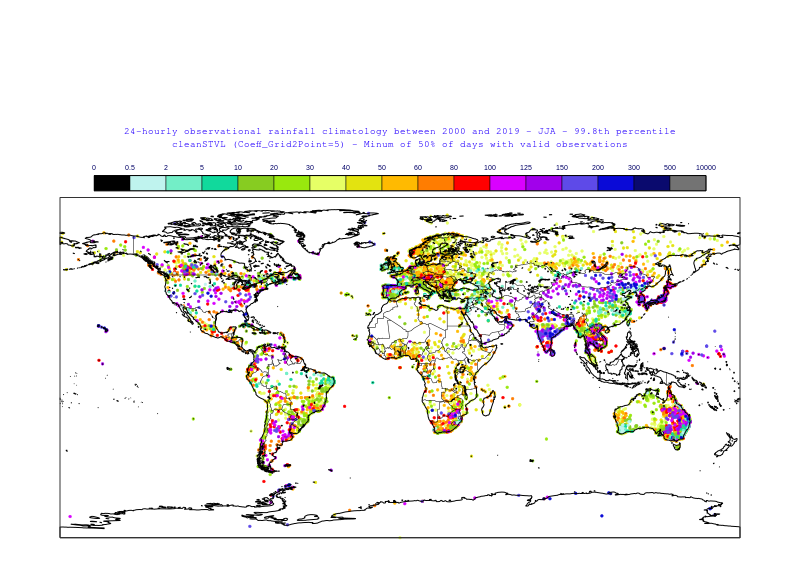 24-hourly observational rainfall climatology between 2000 and 2019 - JJA - 99.8th percentile
cleanSTVL (Coeff_Grid2Point=5) - Minum of 50% of days with valid observations
0 0.5 2 5 10 20 30 40 50 60 80 100 125 150 200 300 500 10000